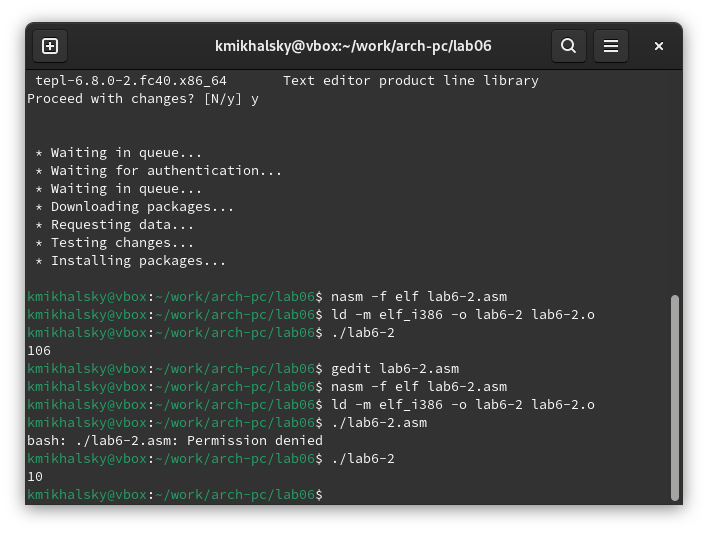 kmikhalsky@vbox:~/work/arch-pc/lab06
tepl-6.8.0-2.fc40.x86_64       Text editor product line library
Proceed with changes? [N/y] y
* Waiting in queue...
* Waiting for authentication...
* Waiting in queue...
* Downloading packages...
* Requesting data...
* Testing changes...
* Installing packages...
kmikhalsky@vbox:~/work/arch-pc/lab06$ nasm -f elf lab6-2.asm
kmikhalsky@vbox:~/work/arch-pc/lab06$ ld -m elf_i386 -o lab6-2 lab6-2.o
kmikhalsky@vbox:~/work/arch-pc/lab06$ ./lab6-2
106
kmikhalsky@vbox:~/work/arch-pc/lab06$ gedit lab6-2.asm
kmikhalsky@vbox:~/work/arch-pc/lab06$ nasm -f elf lab6-2.asm
kmikhalsky@vbox:~/work/arch-pc/lab06$ ld -m elf_i386 -o lab6-2 lab6-2.o
kmikhalsky@vbox:~/work/arch-pc/lab06$ ./lab6-2.asm
bash: ./lab6-2.asm: Permission denied
kmikhalsky@vbox:~/work/arch-pc/lab06$ ./lab6-2
10
kmikhalsky@vbox:~/work/arch-pc/lab06$